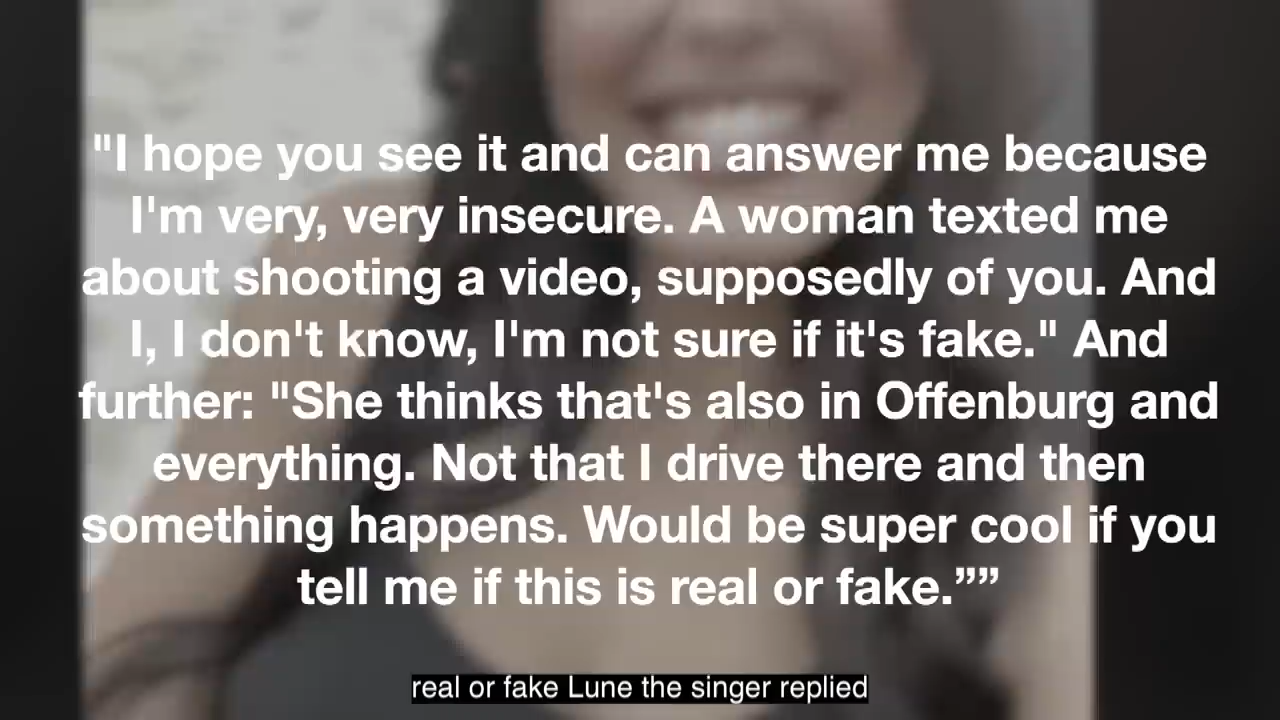 "I hope you see it and can answer me because
I'm very, very insecure. A woman texted me
about shooting a video, supposedly of you. And
I, I don't know, I'm not sure if it's fake." And
further: "She thinks that's also in Offenburg and
everything. Not that I drive there and then
something happens. Would be super cool if you
tell me if this is real or fake.””
real or fake Lune the singer replied